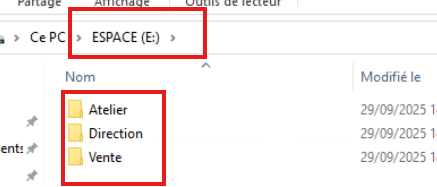 Partage Affichage Outils de lecteur
Ce PC > ESPACE (E:) >
Nom Modifié le
Atelier 29/09/2025
Direction 29/09/2025
Vente 29/09/2025